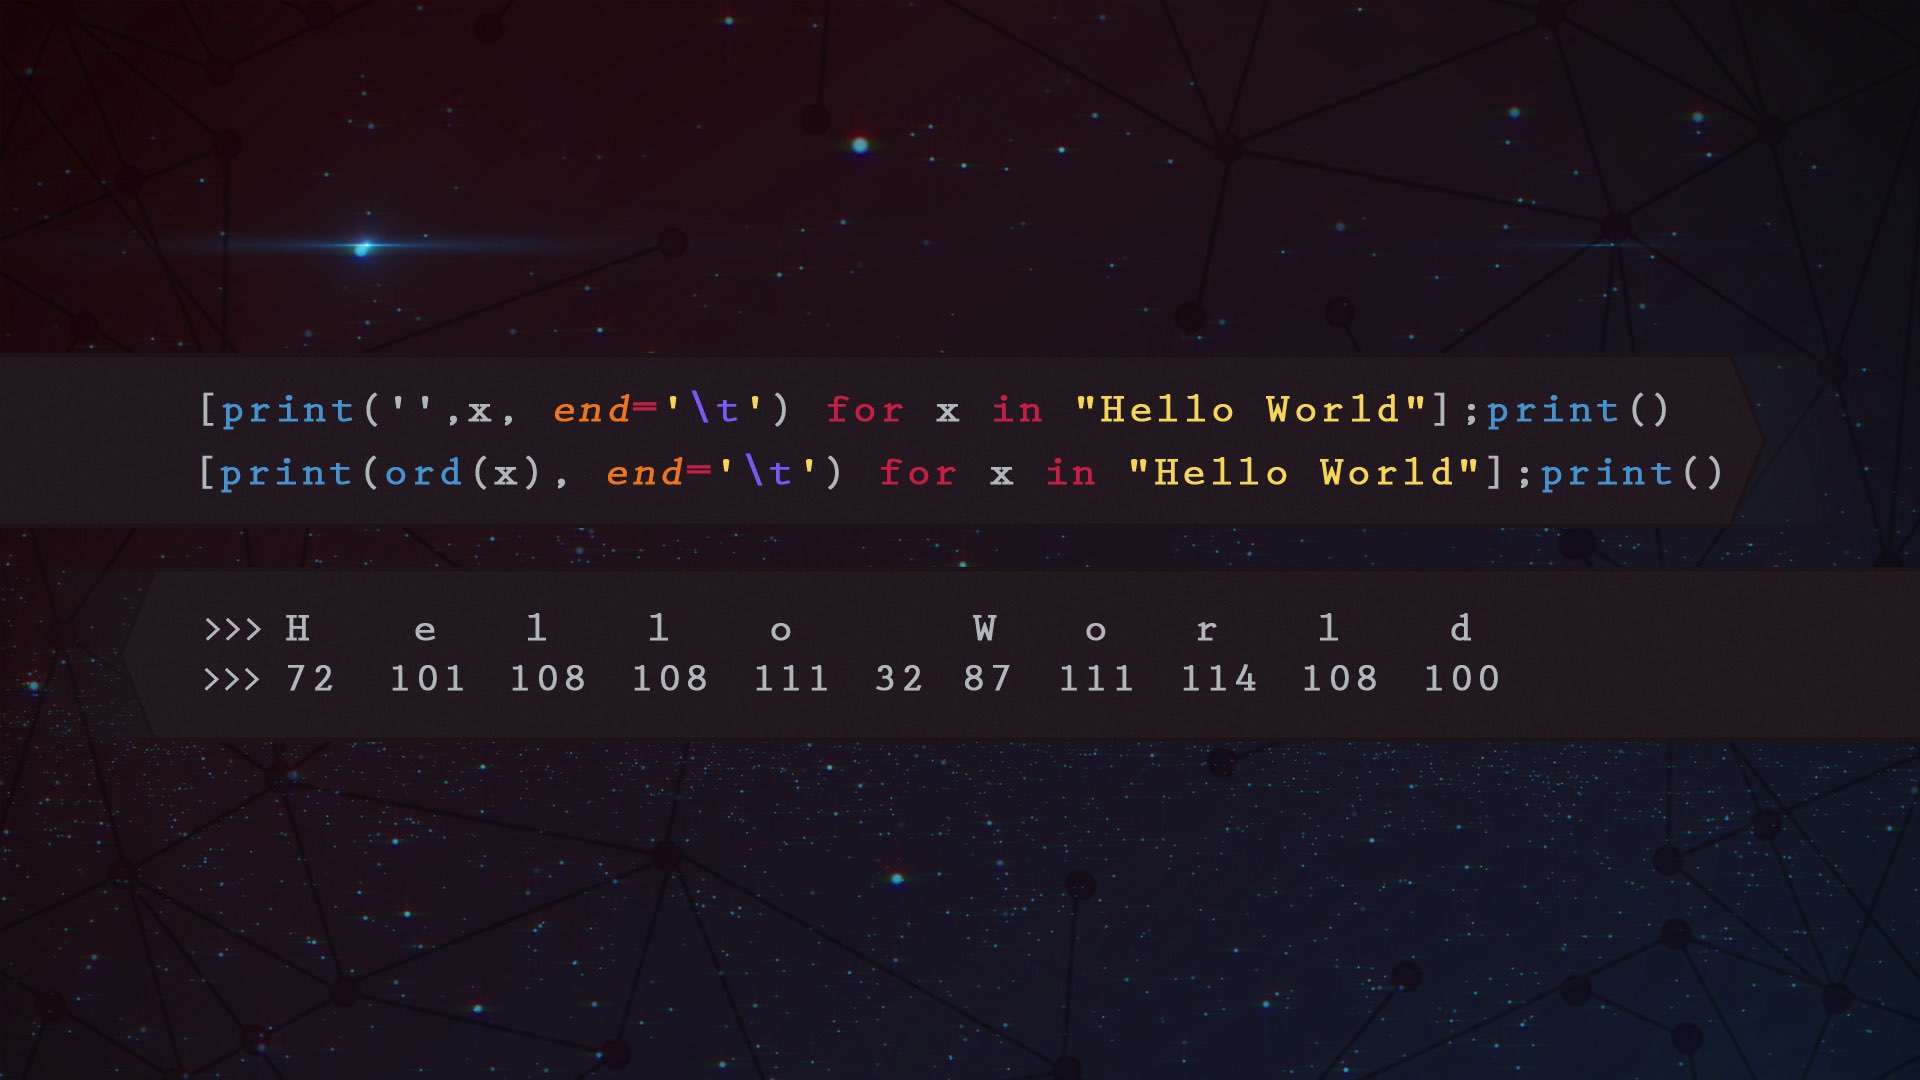 [print('',x, end='\t') for x in "Hello World"];print()
[print(ord(x), end='\t') for x in "Hello World"];print()
>>> H e l l o W o r l d
>>> 72 101 108 108 111 32 87 111 114 108 100